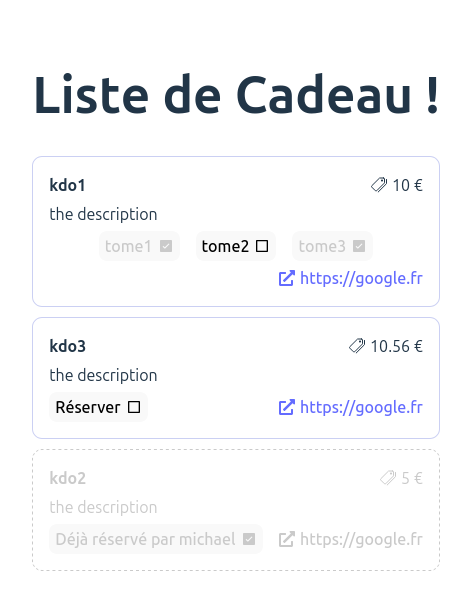 Liste de Cadeau !
kdo1 10 €
the description
tome1 tome2 tome3
https://google.fr
kdo3 10.56 €
the description
Réserver https://google.fr
kdo2 5 €
the description
Déjà réservé par michael https://google.fr